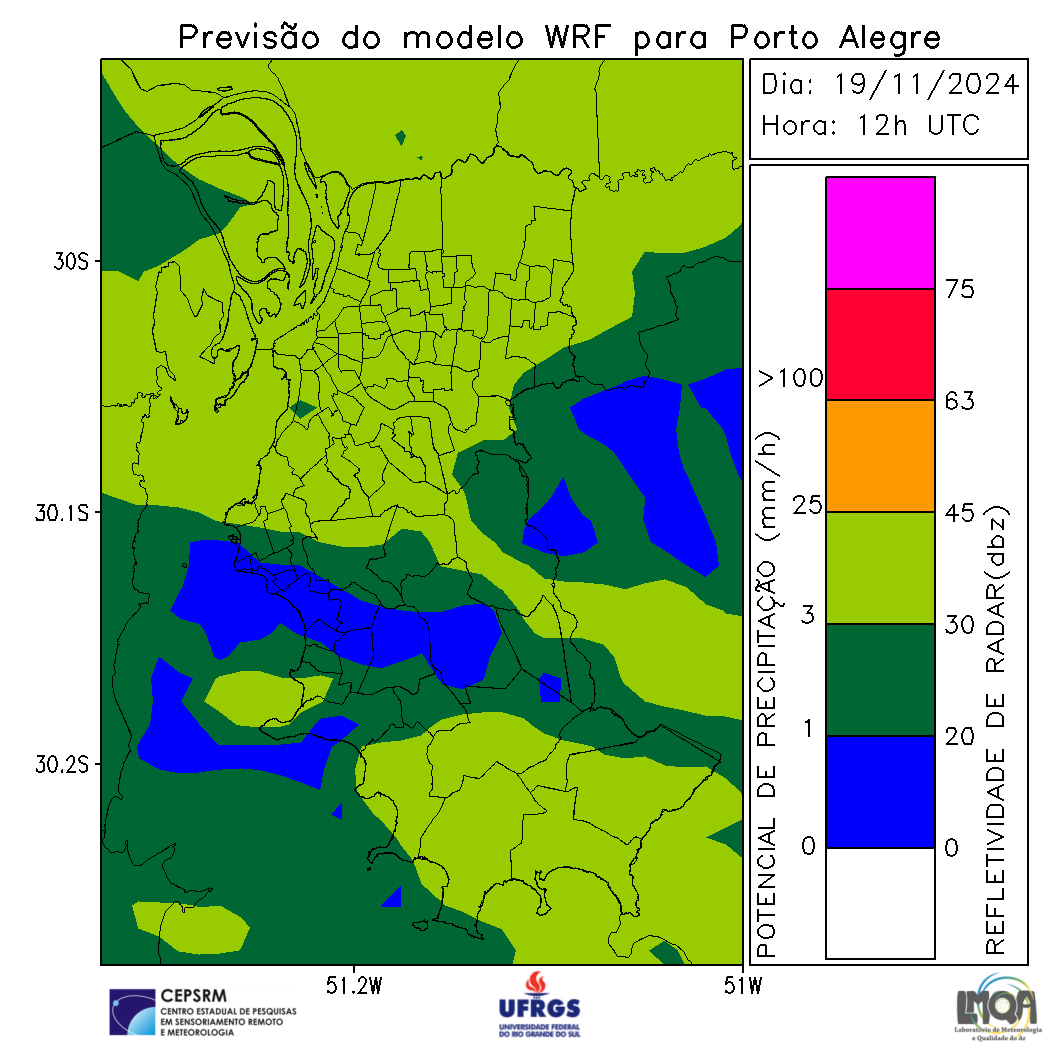 Previsão do modelo WRF para Porto Alegre
Dia: 19/11/2024
Hora: 12h UTC
30S
30.1S
30.2S
51.2W
51W
POTENCIAL DE PRECIPITAÇÃO (mm/h)
>100
25
3
1
0
75
63
45
30
20
0
REFLETIVIDADE DE RADAR(dbz)
CEPSRM
CENTRO ESTADUAL DE PESQUISAS
EM SENSORIAMENTO REMOTO
E METEOROLOGIA
UFRGS
UNIVERSIDADE FEDERAL
DO RIO GRANDE DO SUL
LMQA
Laboratório de Meteorologia
e Qualidade do Ar